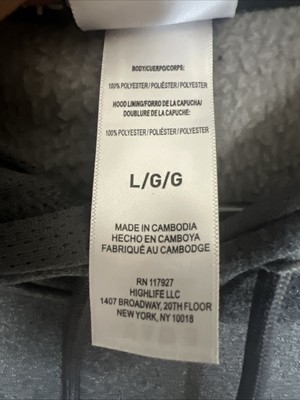 BODY/CUERPO/CORPS:
100% POLYESTER / POLIÉSTER / POLYESTER
HOOD LINING/FORRO DE LA CAPUCHA/
DOUBLURE DE LA CAPUCHE:
100% POLYESTER / POLIÉSTER / POLYESTER
L/G/G
MADE IN CAMBODIA
HECHO EN CAMBOYA
FABRIQUÉ AU CAMBODGE
RN 117927
HIGHLIFE LLC
1407 BROADWAY, 20TH FLOOR
NEW YORK, NY 10018